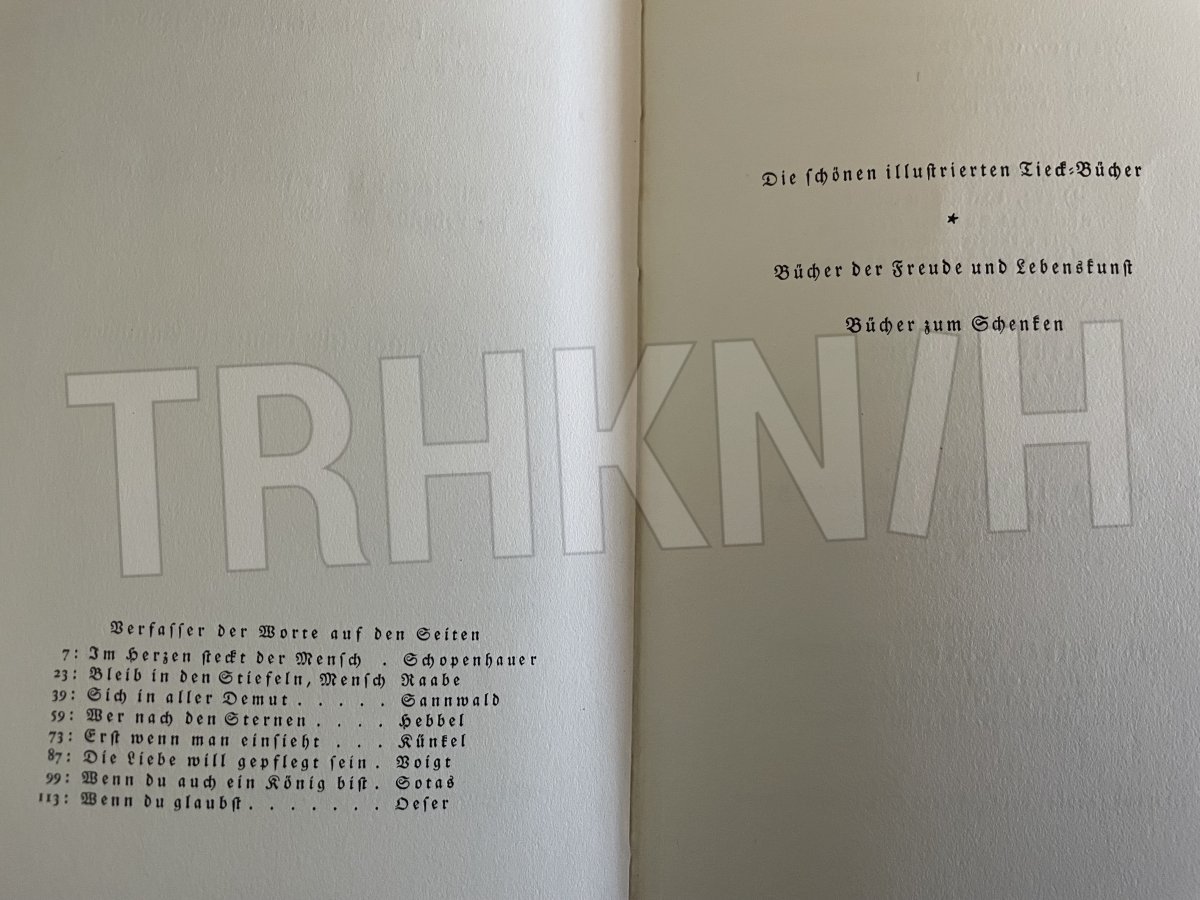 Verfasser der Worte auf den Seiten
7: Im Herzen steckt der Mensch . Schopenhauer
23: Bleib in den Stiefeln, Mensch Raabe
39: Sich in aller Demut . . . . . Sannwald
59: Wer nach den Sternen . . . . Hebbel
73: Erst wenn man einsieht . . . Künkel
87: Die Liebe will gepflegt sein . Voigt
99: Wenn du auch ein König bist . Sotas
113: Wenn du glaubst . . . . . . . Oeser
Die schönen illustrierten Tieck-Bücher
*
Bücher der Freude und Lebenskunst
Bücher zum Schenken
TRHKN/H